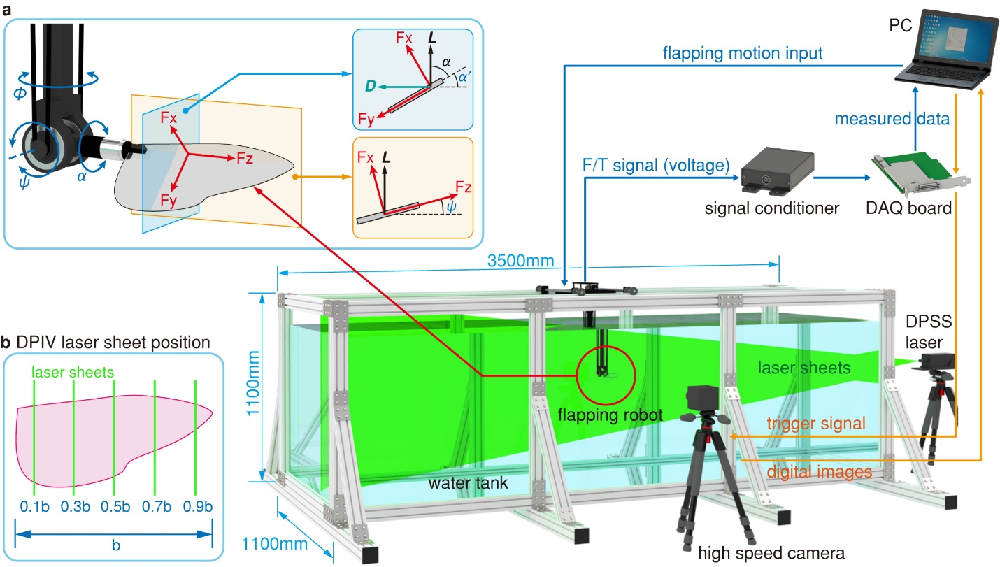 a
Φ
ψ
α
Fx
Fz
Fy
Fx
L
α
α′
D
Fy
Fx
L
Fz
ψ
PC
flapping motion input
measured data
F/T signal (voltage)
signal conditioner
DAQ board
3500mm
1100mm
1100mm
DPSS
laser
laser sheets
flapping robot
trigger signal
digital images
water tank
high speed camera
b DPIV laser sheet position
laser sheets
0.1b 0.3b 0.5b 0.7b 0.9b
b